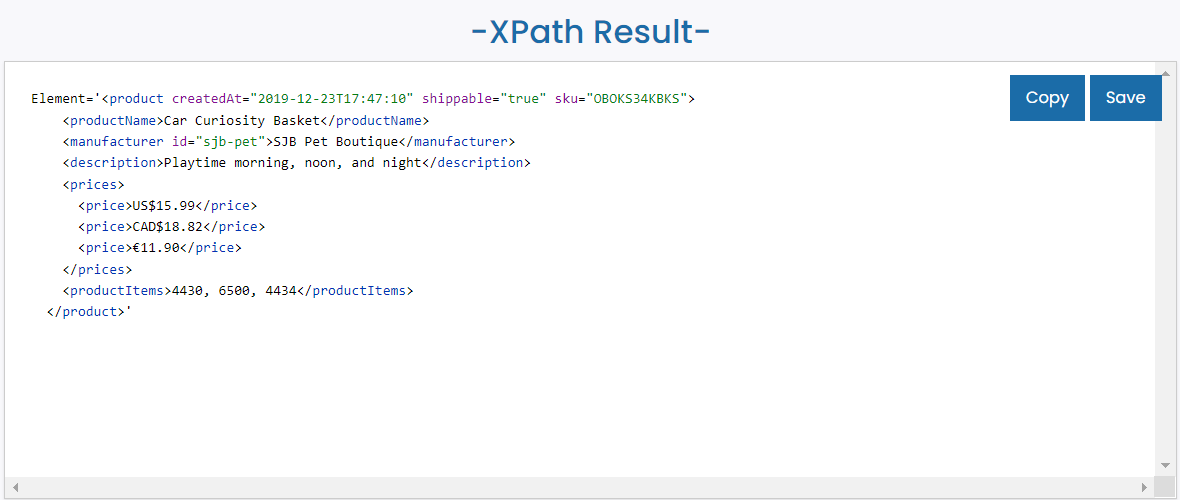 -XPath Result-
Copy
Save
Element='<product createdAt="2019-12-23T17:47:10" shippable="true" sku="OBOKS34KBKS">
<productName>Car Curiosity Basket</productName>
<manufacturer id="sjb-pet">SJB Pet Boutique</manufacturer>
<description>Playtime morning, noon, and night</description>
<prices>
<price>US$15.99</price>
<price>CAD$18.82</price>
<price>€11.90</price>
</prices>
<productItems>4430, 6500, 4434</productItems>
</product>'